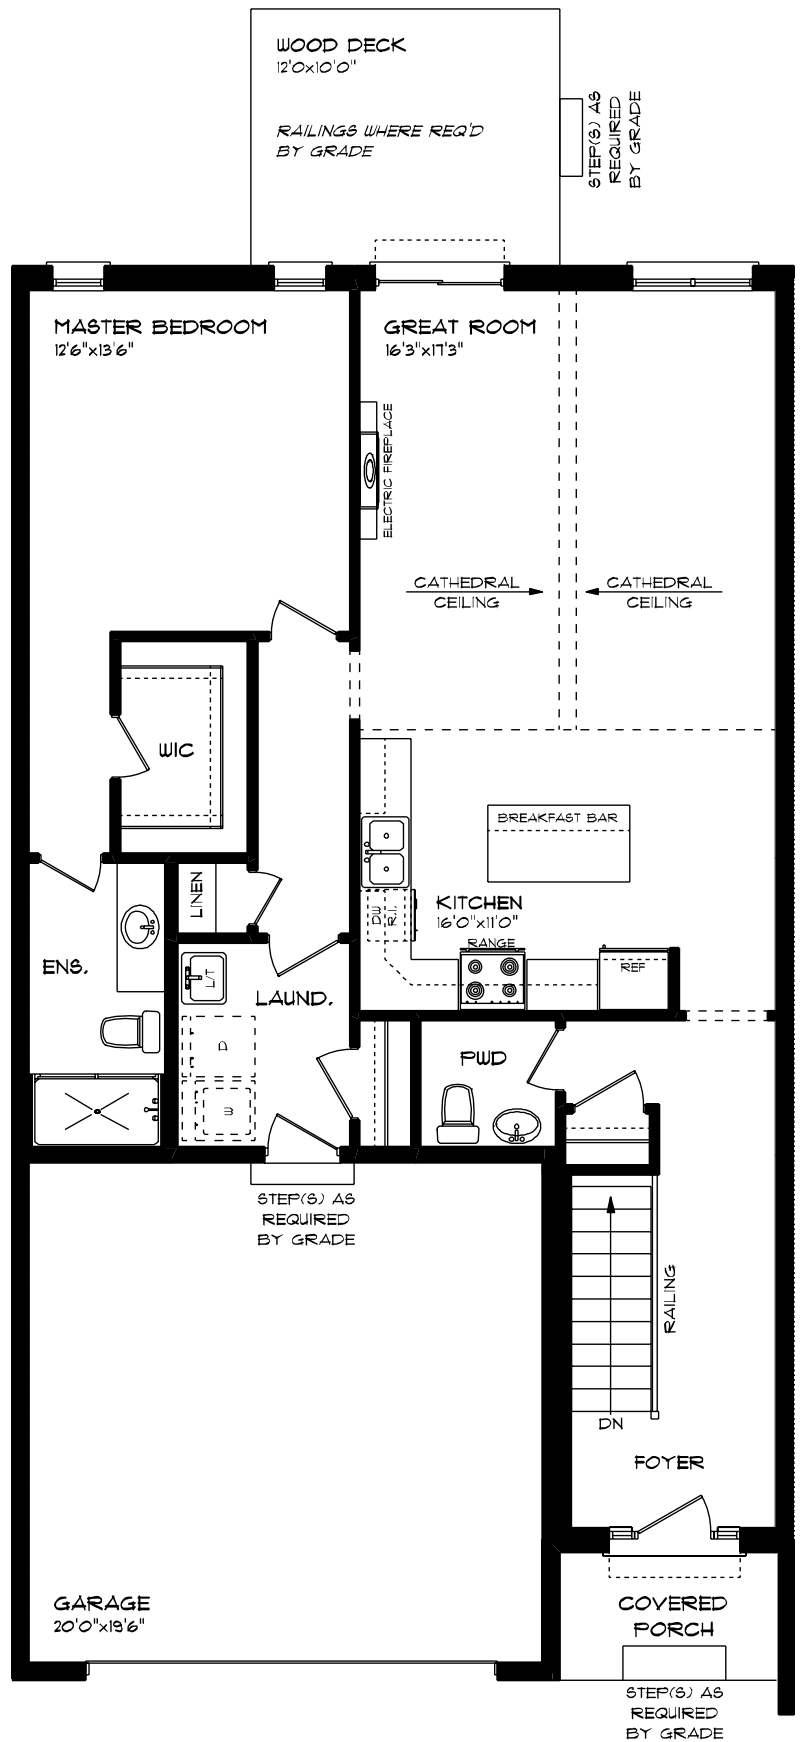 WOOD DECK
12'0x10'0"
RAILINGS WHERE REQ'D
BY GRADE
STEP(S) AS
REQUIRED
BY GRADE
MASTER BEDROOM
12'6"x13'6"
GREAT ROOM
16'3"x17'3"
ELECTRIC FIREPLACE
CATHEDRAL
CEILING
CATHEDRAL
CEILING
WIC
BREAKFAST BAR
LINEN
DW
R.I.
KITCHEN
16'0"x11'0"
RANGE
REF
ENS.
L/T
LAUND.
D
W
PWD
STEP(S) AS
REQUIRED
BY GRADE
RAILING
DN
FOYER
GARAGE
20'0"x19'6"
COVERED
PORCH
STEP(S) AS
REQUIRED
BY GRADE